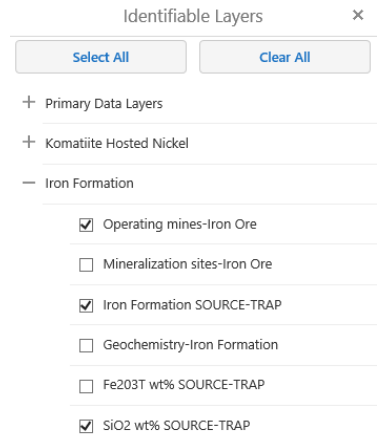 Identifiable Layers ×
Select All Clear All
Primary Data Layers
Komatiite Hosted Nickel
Iron Formation
Operating mines-Iron Ore
Mineralization sites-Iron Ore
Iron Formation SOURCE-TRAP
Geochemistry-Iron Formation
Fe203T wt% SOURCE-TRAP
SiO2 wt% SOURCE-TRAP